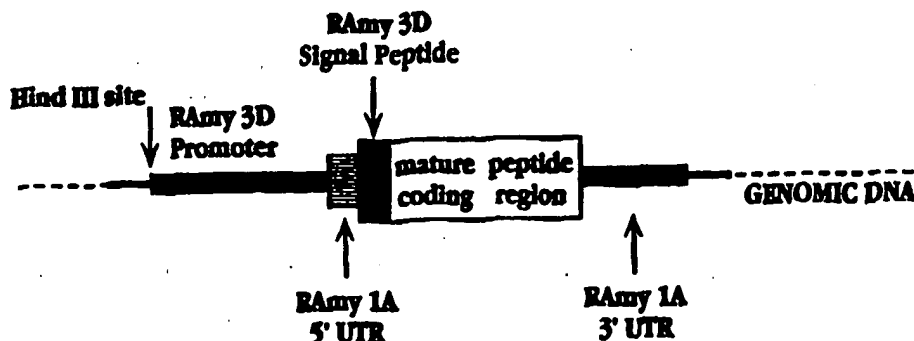 RAmy 3D
Signal Peptide
Hind III site
RAmy 3D
Promoter
mature peptide
coding region
GENOMIC DNA
RAmy 1A
5' UTR
RAmy 1A
3' UTR